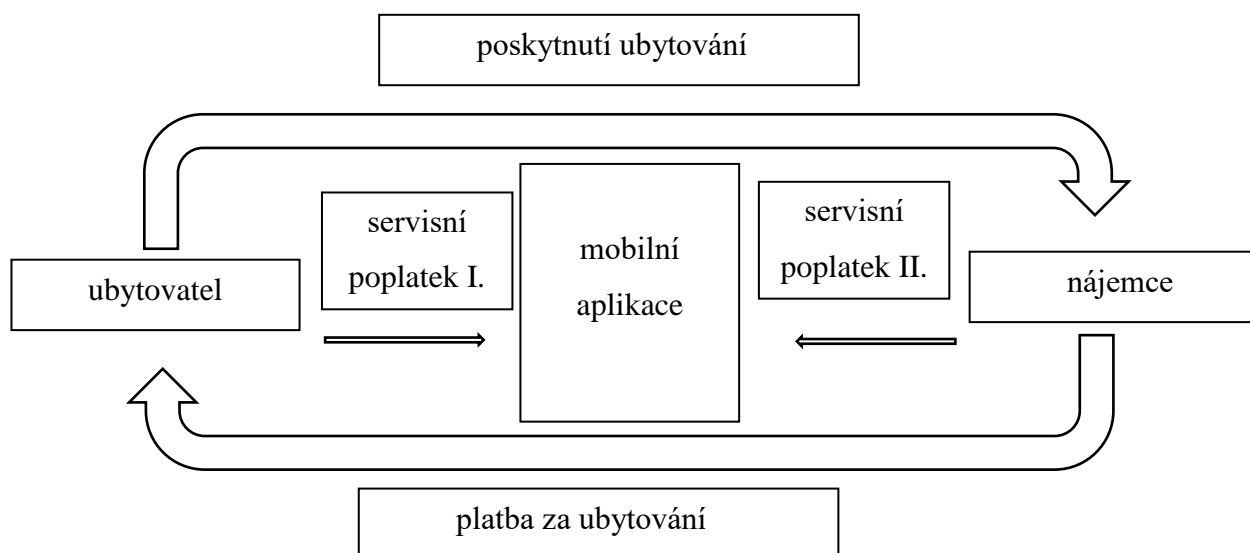 poskytnutí ubytování
servisní
poplatek I.
mobilní
aplikace
servisní
poplatek II.
ubytovatel
nájemce
platba za ubytování